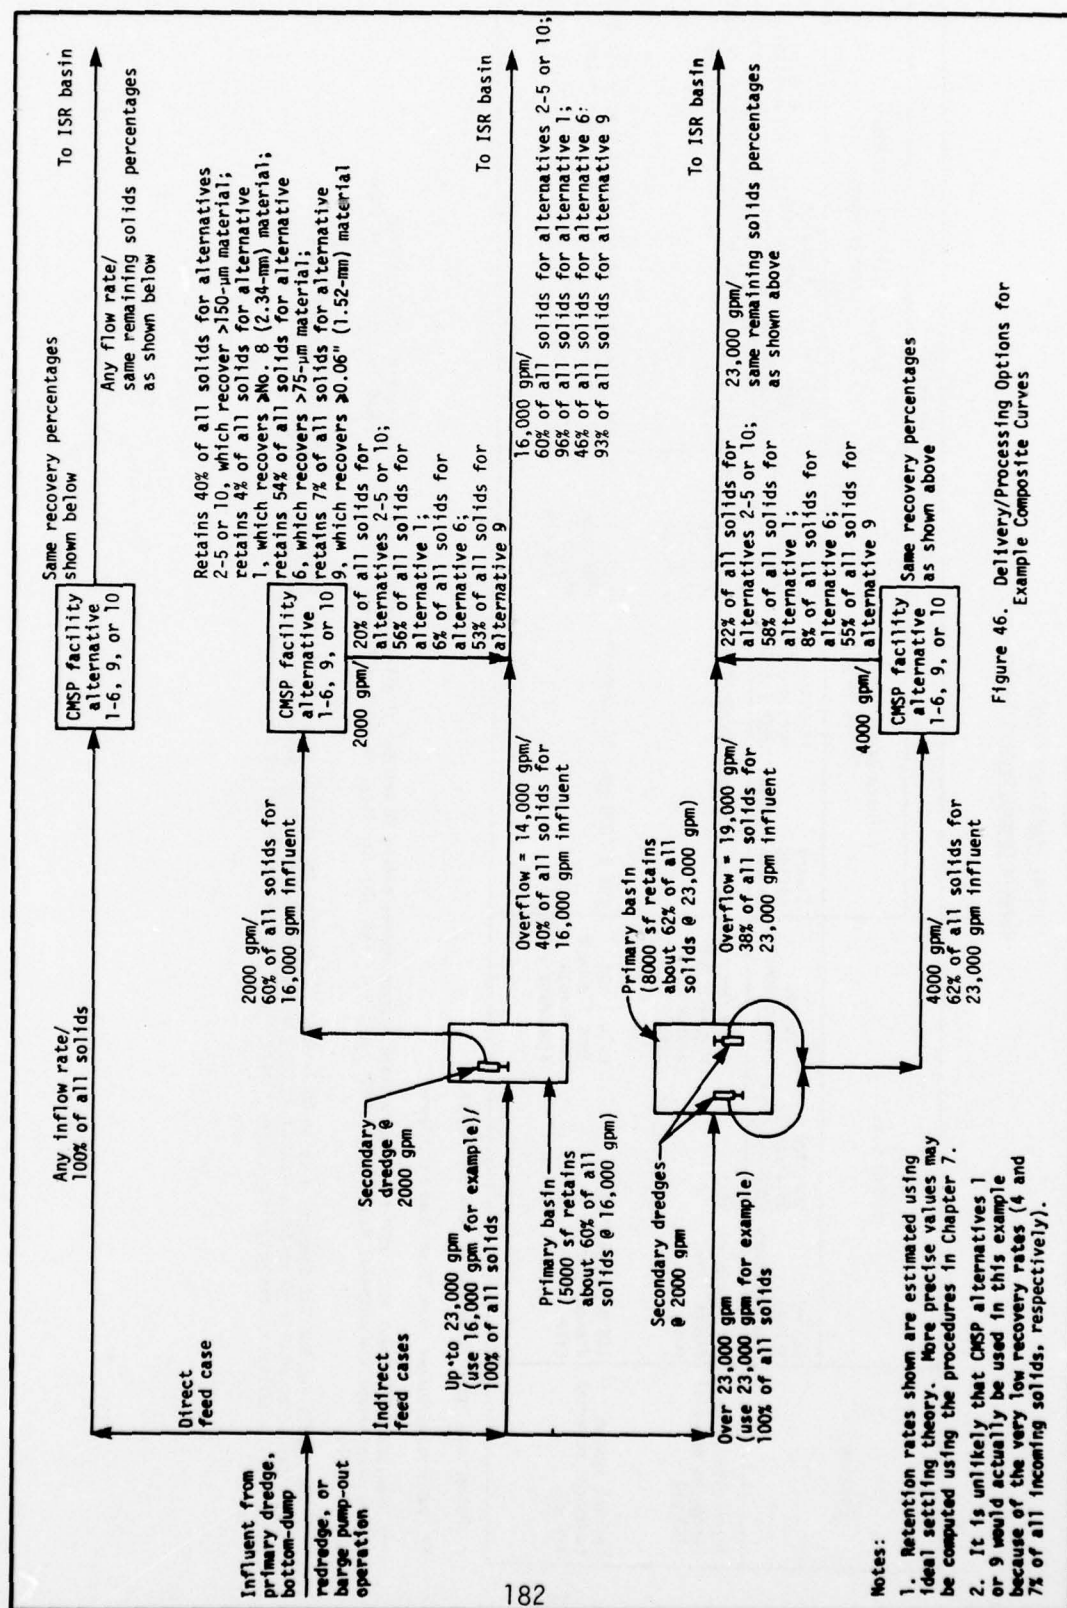 Influent from
primary dredge,
bottom-dump
redredge, or
barge pump-out
operation
Direct
feed case
Indirect
feed cases
Any inflow rate/
100% of all solids
CMSP facility
alternative
1-6, 9, or 10
Same recovery percentages
shown below
To ISR basin
Any flow rate/
same remaining solids percentages
as shown below
Up to 23,000 gpm
(use 16,000 gpm for example)/
100% of all solids
Secondary
dredge @
2000 gpm
Primary basin
(5000 sf retains
about 60% of all
solids @ 16,000 gpm)
2000 gpm/
60% of all solids for
16,000 gpm influent
CMSP facility
alternative
1-6, 9, or 10
Retains 40% of all solids for alternatives
2-5 or 10, which recover >150-μm material;
retains 4% of all solids for alternative
1, which recovers ≥No. 8 (2.34-mm) material;
retains 54% of all solids for alternative
6, which recovers >75-μm material;
retains 7% of all solids for alternative
9, which recovers ≥0.06" (1.52-mm) material
2000 gpm/
20% of all solids for
alternatives 2-5 or 10;
56% of all solids for
alternative 1;
6% of all solids for
alternative 6;
53% of all solids for
alternative 9
Overflow = 14,000 gpm/
40% of all solids for
16,000 gpm influent
To ISR basin
16,000 gpm/
60% of all solids for alternatives 2-5 or 10;
96% of all solids for alternative 1;
46% of all solids for alternative 6;
93% of all solids for alternative 9
Over 23,000 gpm
(use 23,000 gpm for example)
100% of all solids
Secondary dredges
@ 2000 gpm
Primary basin
(8000 sf retains
about 62% of all
solids @ 23,000 gpm)
Overflow = 19,000 gpm/
38% of all solids for
23,000 gpm influent
4000 gpm/
62% of all solids for
23,000 gpm influent
22% of all solids for
alternatives 2-5 or 10;
58% of all solids for
alternative 1;
8% of all solids for
alternative 6;
55% of all solids for
alternative 9
4000 gpm/
CMSP facility
alternative
1-6, 9, or 10
Same recovery percentages
as shown above
To ISR basin
23,000 gpm/
same remaining solids percentages
as shown above
Notes:
1. Retention rates shown are estimated using
ideal settling theory. More precise values may
be computed using the procedures in Chapter 7.
2. It is unlikely that CMSP alternatives 1
or 9 would actually be used in this example
because of the very low recovery rates (4 and
7% of all incoming solids, respectively).
Figure 46. Delivery/Processing Options for
Example Composite Curves
182